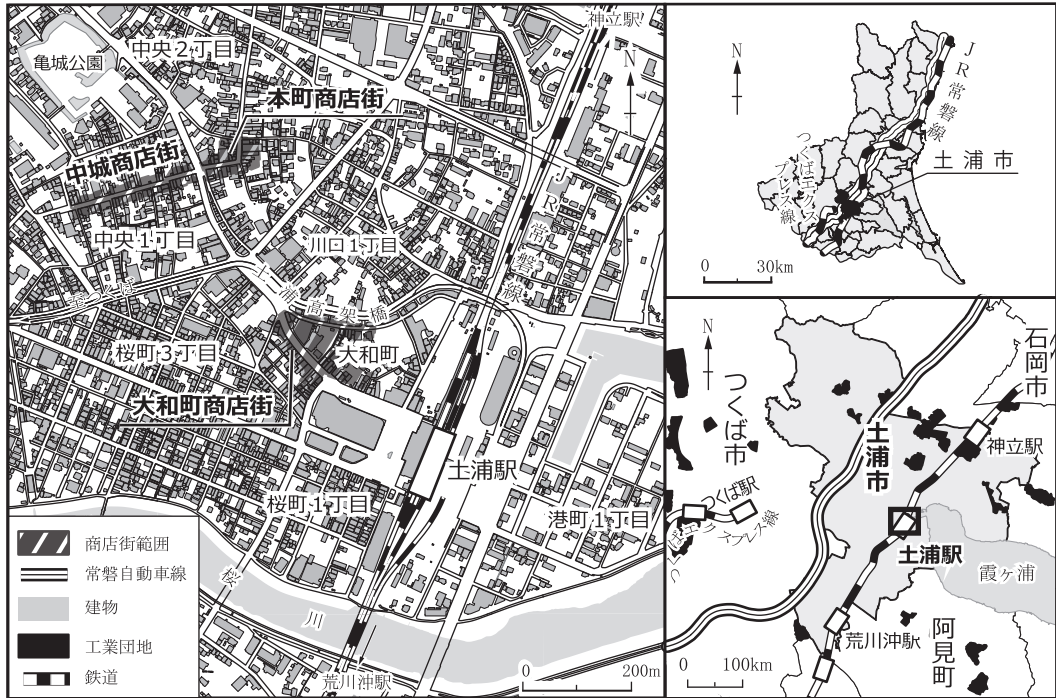 神立駅
中央2丁目
亀城公園
N
本町商店街
中城商店街
JR常磐線
中央1丁目
川口1丁目
土浦高架橋
桜町3丁目
大和町
大和町商店街
土浦駅
桜町1丁目
港町1丁目
桜川
荒川沖駅
0 200m
商店街範囲
常磐自動車線
建物
工業団地
鉄道
N
JR常磐線
つくばエクスプレス線
土浦市
0 30km
N
石岡市
つくば市
土浦市
神立駅
つくば駅
土浦駅
霞ヶ浦
荒川沖駅
阿見町
0 100km